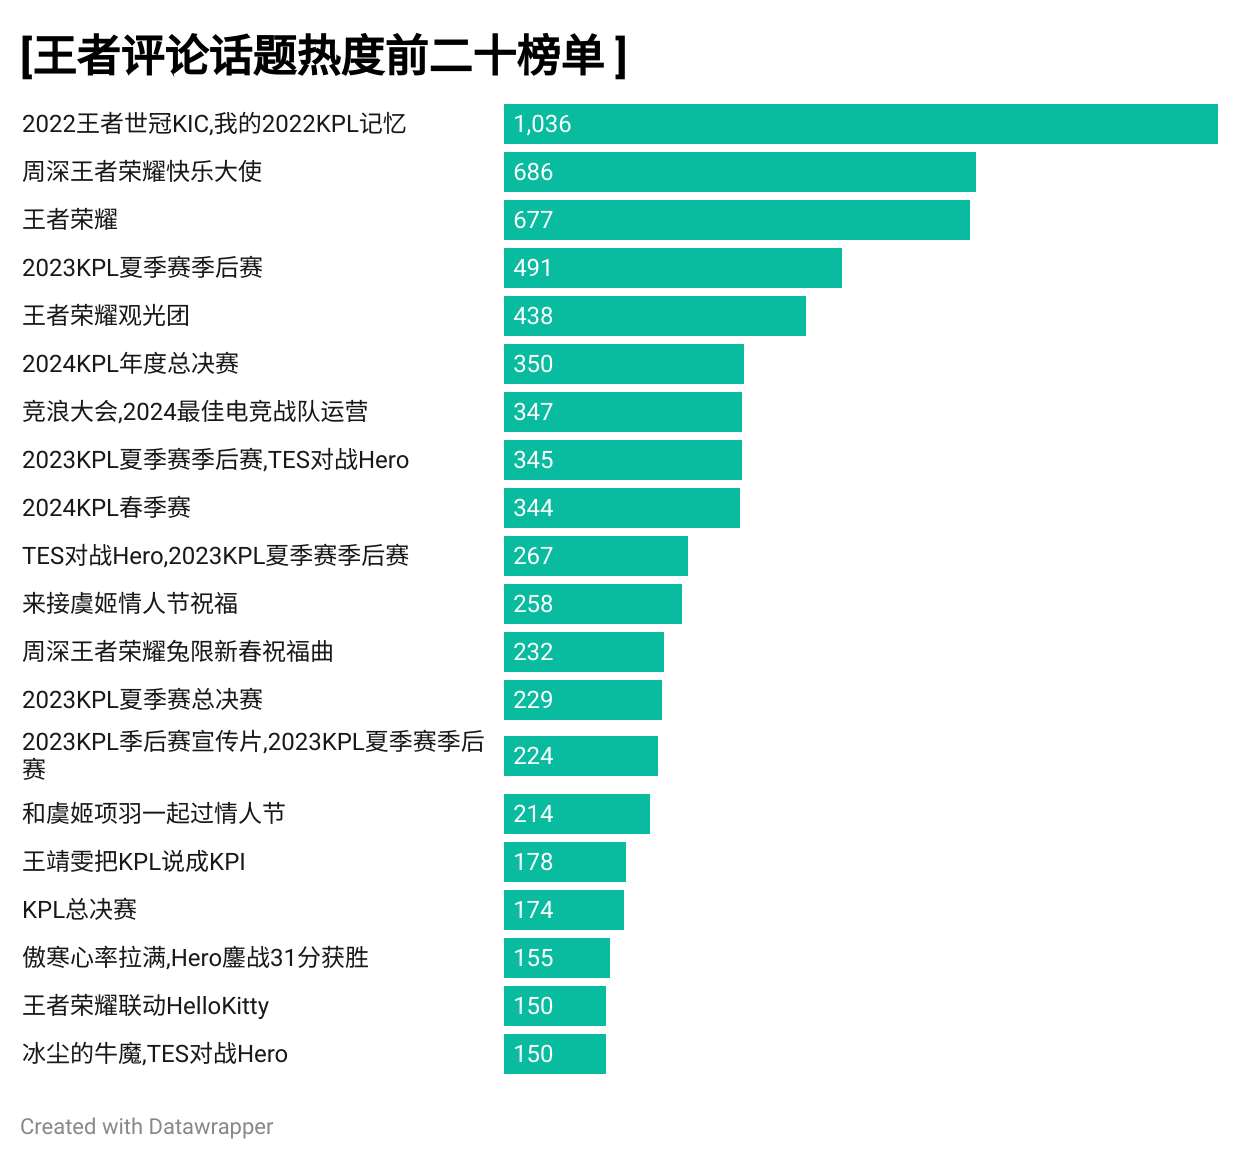 [王者评论话题热度前二十榜单 ]
2022王者世冠KIC,我的2022KPL记忆
1,036
周深王者荣耀快乐大使
686
王者荣耀
677
2023KPL夏季赛季后赛
491
王者荣耀观光团
438
2024KPL年度总决赛
350
竞浪大会,2024最佳电竞战队运营
347
2023KPL夏季赛季后赛,TES对战Hero
345
2024KPL春季赛
344
TES对战Hero,2023KPL夏季赛季后赛
267
来接虞姬情人节祝福
258
周深王者荣耀兔限新春祝福曲
232
2023KPL夏季赛总决赛
229
2023KPL季后赛宣传片,2023KPL夏季赛季后
赛
224
和虞姬项羽一起过情人节
214
王靖雯把KPL说成KPI
178
KPL总决赛
174
傲寒心率拉满,Hero鏖战31分获胜
155
王者荣耀联动HelloKitty
150
冰尘的牛魔,TES对战Hero
150
Created with Datawrapper